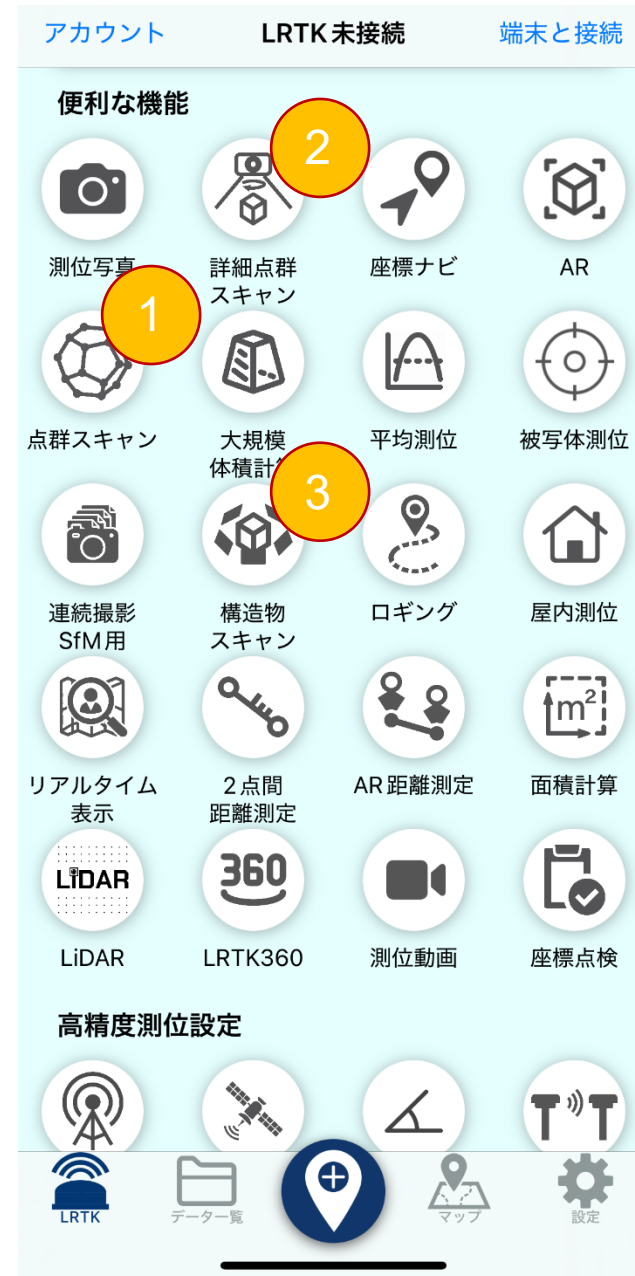 アカウント LRTK未接続 端末と接続
便利な機能
2
測位写真 詳細点群 座標ナビ AR
スキャン
1
点群スキャン 大規模 平均測位 被写体測位
体積計
3
連続撮影 構造物 ロギング 屋内測位
SfM用 スキャン
m²
リアルタイム 2点間 AR距離測定 面積計算
表示 距離測定
LiDAR 360
LiDAR LRTK360 測位動画 座標点検
高精度測位設定
LRTK データ一覧 マップ 設定